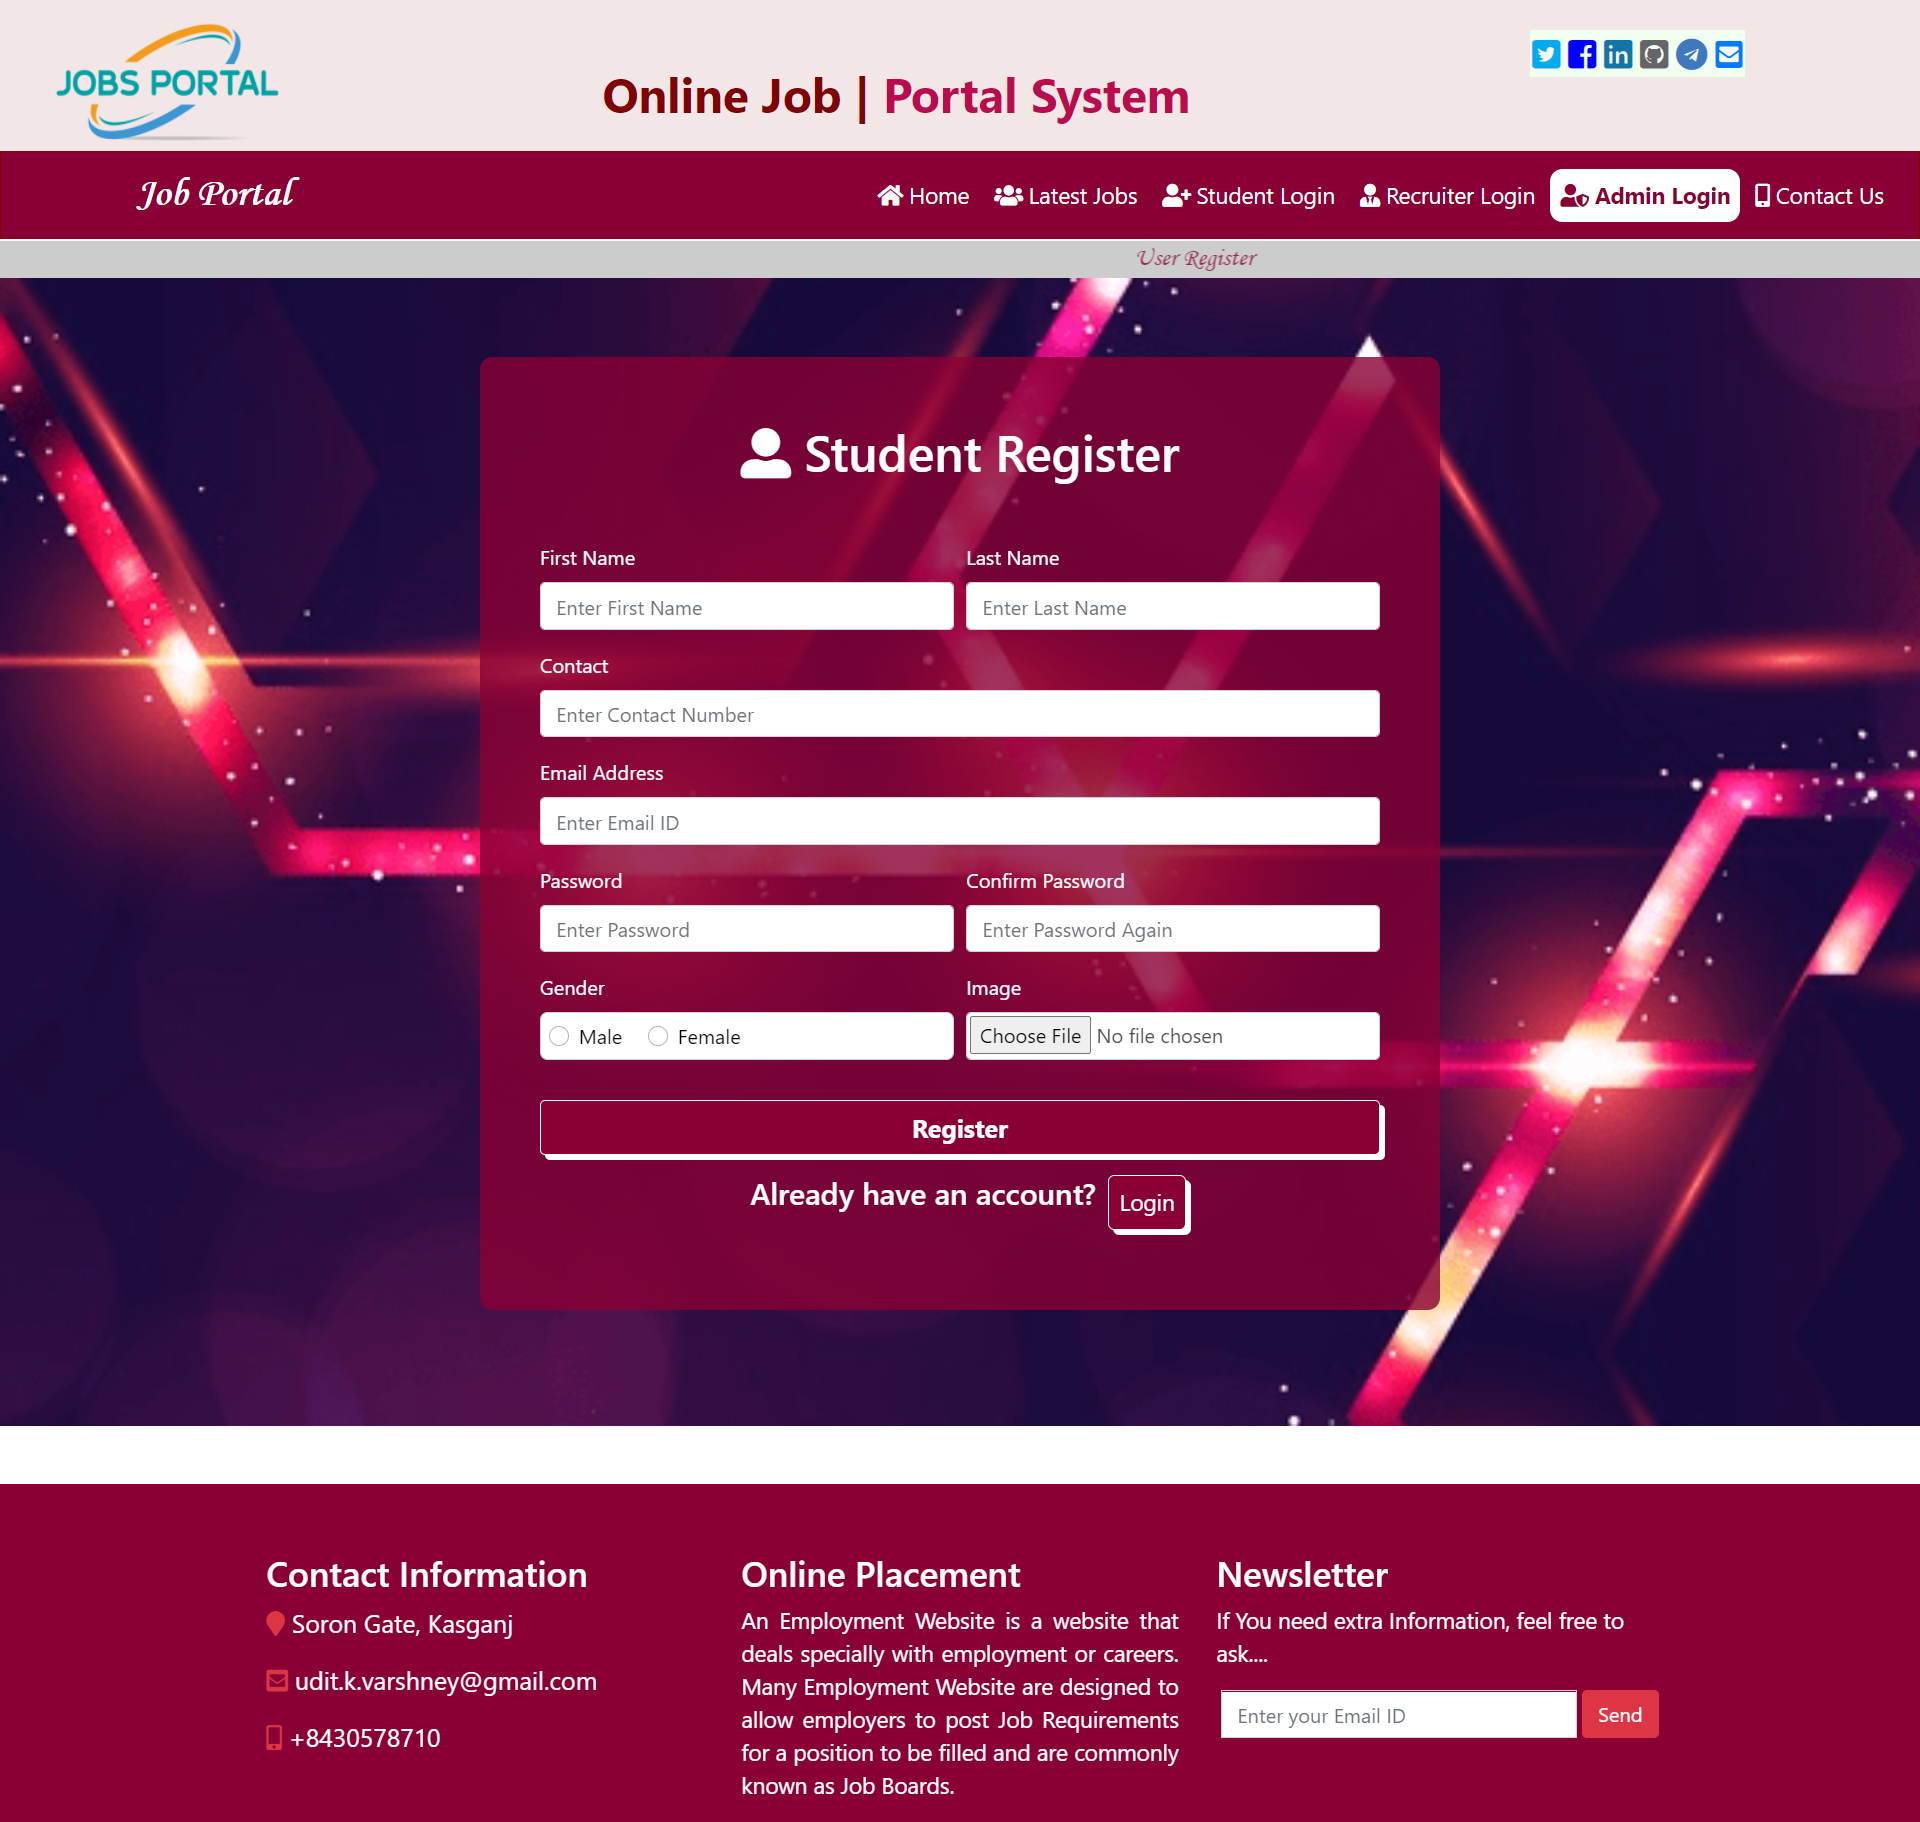 JOBS PORTAL
Online Job | Portal System
Job Portal
Home
Latest Jobs
Student Login
Recruiter Login
Admin Login
Contact Us
User Register
Student Register
First Name
Last Name
Enter First Name
Enter Last Name
Contact
Enter Contact Number
Email Address
Enter Email ID
Password
Confirm Password
Enter Password
Enter Password Again
Gender
Image
Male
Female
Choose File No file chosen
Register
Already have an account? Login
Contact Information
Soron Gate, Kasganj
udit.k.varshney@gmail.com
+8430578710
Online Placement
An Employment Website is a website that
deals specially with employment or careers.
Many Employment Website are designed to
allow employers to post Job Requirements
for a position to be filled and are commonly
known as Job Boards.
Newsletter
If You need extra Information, feel free to
ask....
Enter your Email ID
Send